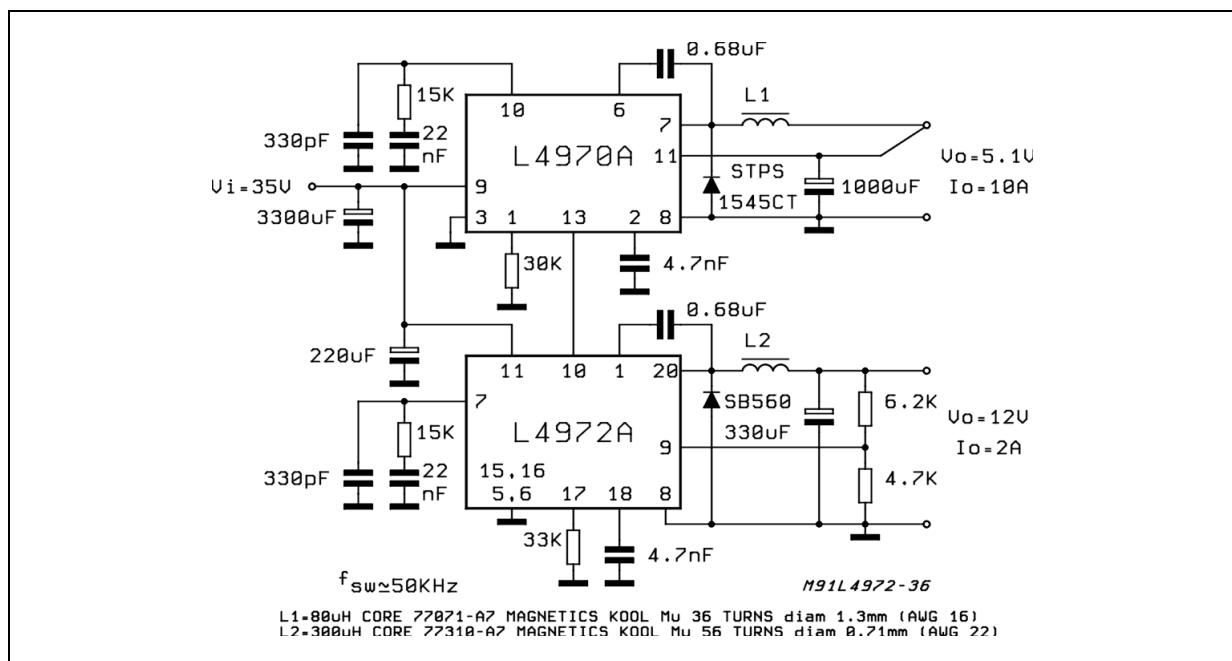 0.68uF
15K
10
6
L1
330pF
22
nF
L4970A
7
11
Vo=5.1V
Vi=35V
9
STPS
1545CT
1000uF
Io=10A
3300uF
3
1
13
2
8
30K
4.7nF
0.68uF
L2
220uF
11
10
1
20
7
SB560
330uF
6.2K
Vo=12V
15K
L4972A
9
Io=2A
330pF
22
nF
15,16
5,6
17
18
8
4.7K
33K
4.7nF
fsw≃50KHz
M91L4972-36
L1=80uH CORE 77071-A7 MAGNETICS KOOL Mu 36 TURNS diam 1.3mm (AWG 16)
L2=300uH CORE 77310-A7 MAGNETICS KOOL Mu 56 TURNS diam 0.71mm (AWG 22)